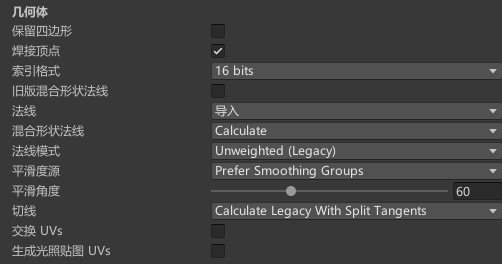 几何体
保留四边形
焊接顶点
索引格式 16 bits
旧版混合形状法线
法线 导入
混合形状法线 Calculate
法线模式 Unweighted (Legacy)
平滑度源 Prefer Smoothing Groups
平滑角度 60
切线 Calculate Legacy With Split Tangents
交换 UVs
生成光照贴图 UVs